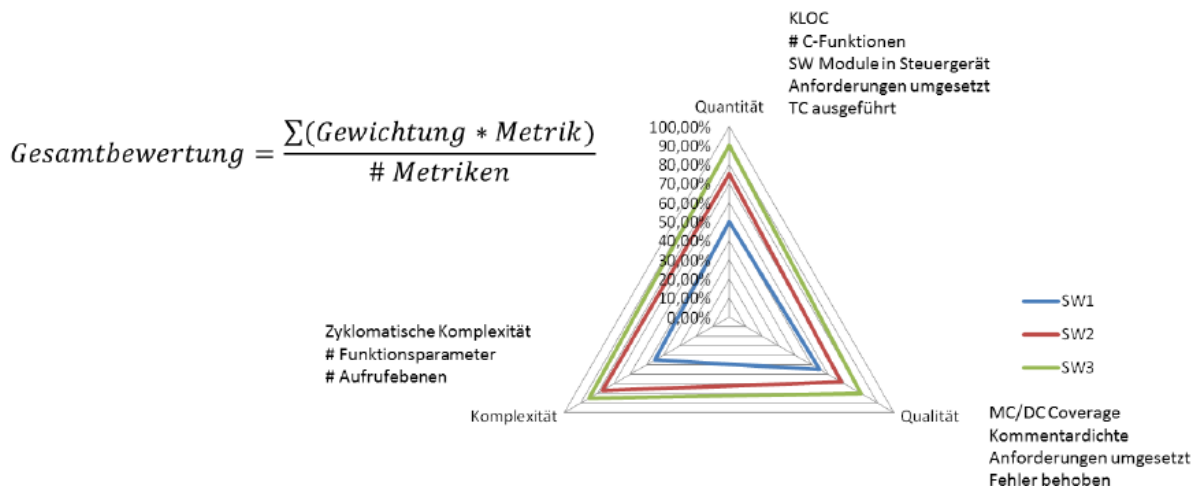 KLOC
# C-Funktionen
SW Module in Steuergerät
Anforderungen umgesetzt
TC ausgeführt
Quantität
Gesamtbewertung = ∑(Gewichtung * Metrik) / # Metriken
100,00%
90,00%
80,00%
70,00%
60,00%
50,00%
40,00%
30,00%
20,00%
10,00%
0,00%
SW1
SW2
SW3
Zyklomatische Komplexität
# Funktionsparameter
# Aufrufebenen
Komplexität
Qualität
MC/DC Coverage
Kommentardichte
Anforderungen umgesetzt
Fehler behoben